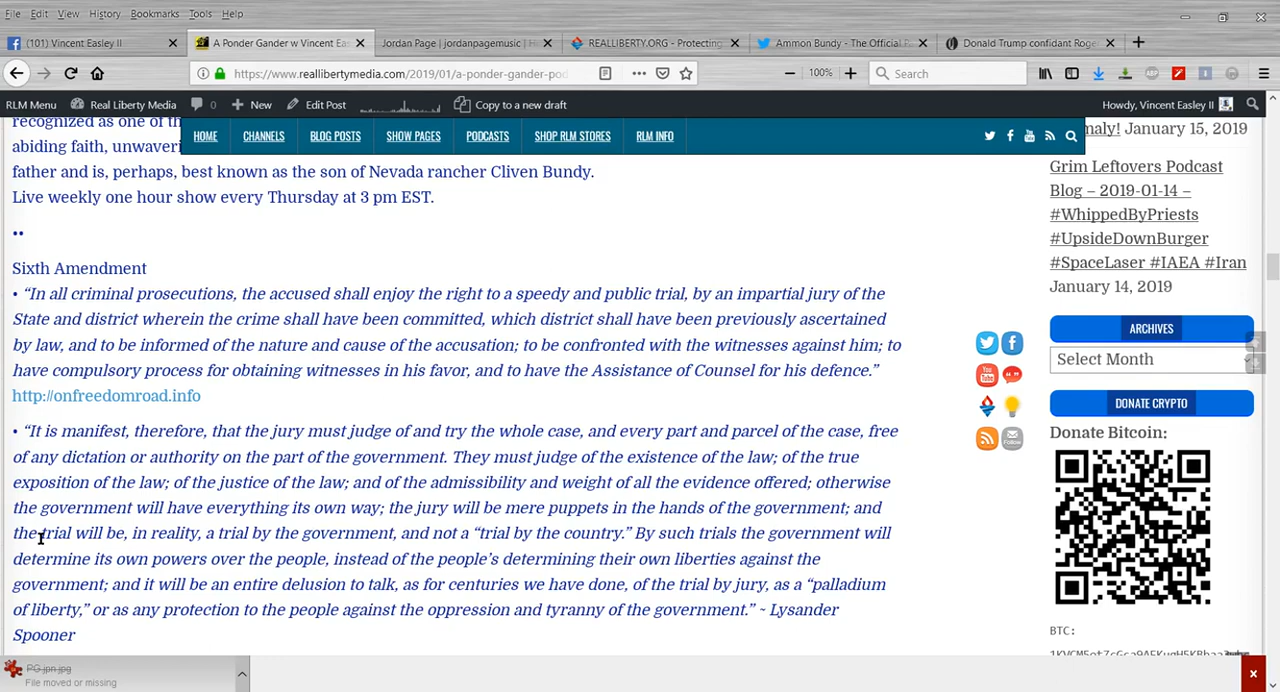 File Edit View History Bookmarks Tools Help
(101) Vincent Easley II
A Ponder Gander w Vincent Ea
Jordan Page | jordanpagemusic | H
REALLIBERTY.ORG - Protecting
Ammon Bundy - The Official P
Donald Trump confidant Roge
https://www.reallibertymedia.com/2019/01/a-ponder-gander-pod
100%
Search
RLM Menu Real Liberty Media 0 New Edit Post Copy to a new draft Howdy, Vincent Easley II
HOME CHANNELS BLOG POSTS SHOW PAGES PODCASTS SHOP RLM STORES RLM INFO
recognized as one of th
abiding faith, unwaveri
father and is, perhaps, best known as the son of Nevada rancher Cliven Bundy.
Live weekly one hour show every Thursday at 3 pm EST.
••
Sixth Amendment
• “In all criminal prosecutions, the accused shall enjoy the right to a speedy and public trial, by an impartial jury of the
State and district wherein the crime shall have been committed, which district shall have been previously ascertained
by law, and to be informed of the nature and cause of the accusation; to be confronted with the witnesses against him; to
have compulsory process for obtaining witnesses in his favor, and to have the Assistance of Counsel for his defence.”
http://onfreedomroad.info
• “It is manifest, therefore, that the jury must judge of and try the whole case, and every part and parcel of the case, free
of any dictation or authority on the part of the government. They must judge of the existence of the law; of the true
exposition of the law; of the justice of the law; and of the admissibility and weight of all the evidence offered; otherwise
the government will have everything its own way; the jury will be mere puppets in the hands of the government; and
the trial will be, in reality, a trial by the government, and not a “trial by the country.” By such trials the government will
determine its own powers over the people, instead of the people’s determining their own liberties against the
government; and it will be an entire delusion to talk, as for centuries we have done, of the trial by jury, as a “palladium
of liberty,” or as any protection to the people against the oppression and tyranny of the government.” ~ Lysander
Spooner
maly! January 15, 2019
Grim Leftovers Podcast
Blog – 2019-01-14 –
#WhippedByPriests
#UpsideDownBurger
#SpaceLaser #IAEA #Iran
January 14, 2019
ARCHIVES
Select Month
DONATE CRYPTO
Donate Bitcoin:
BTC:
You Tube
Follow
PG.jpn.jpg
File moved or missing